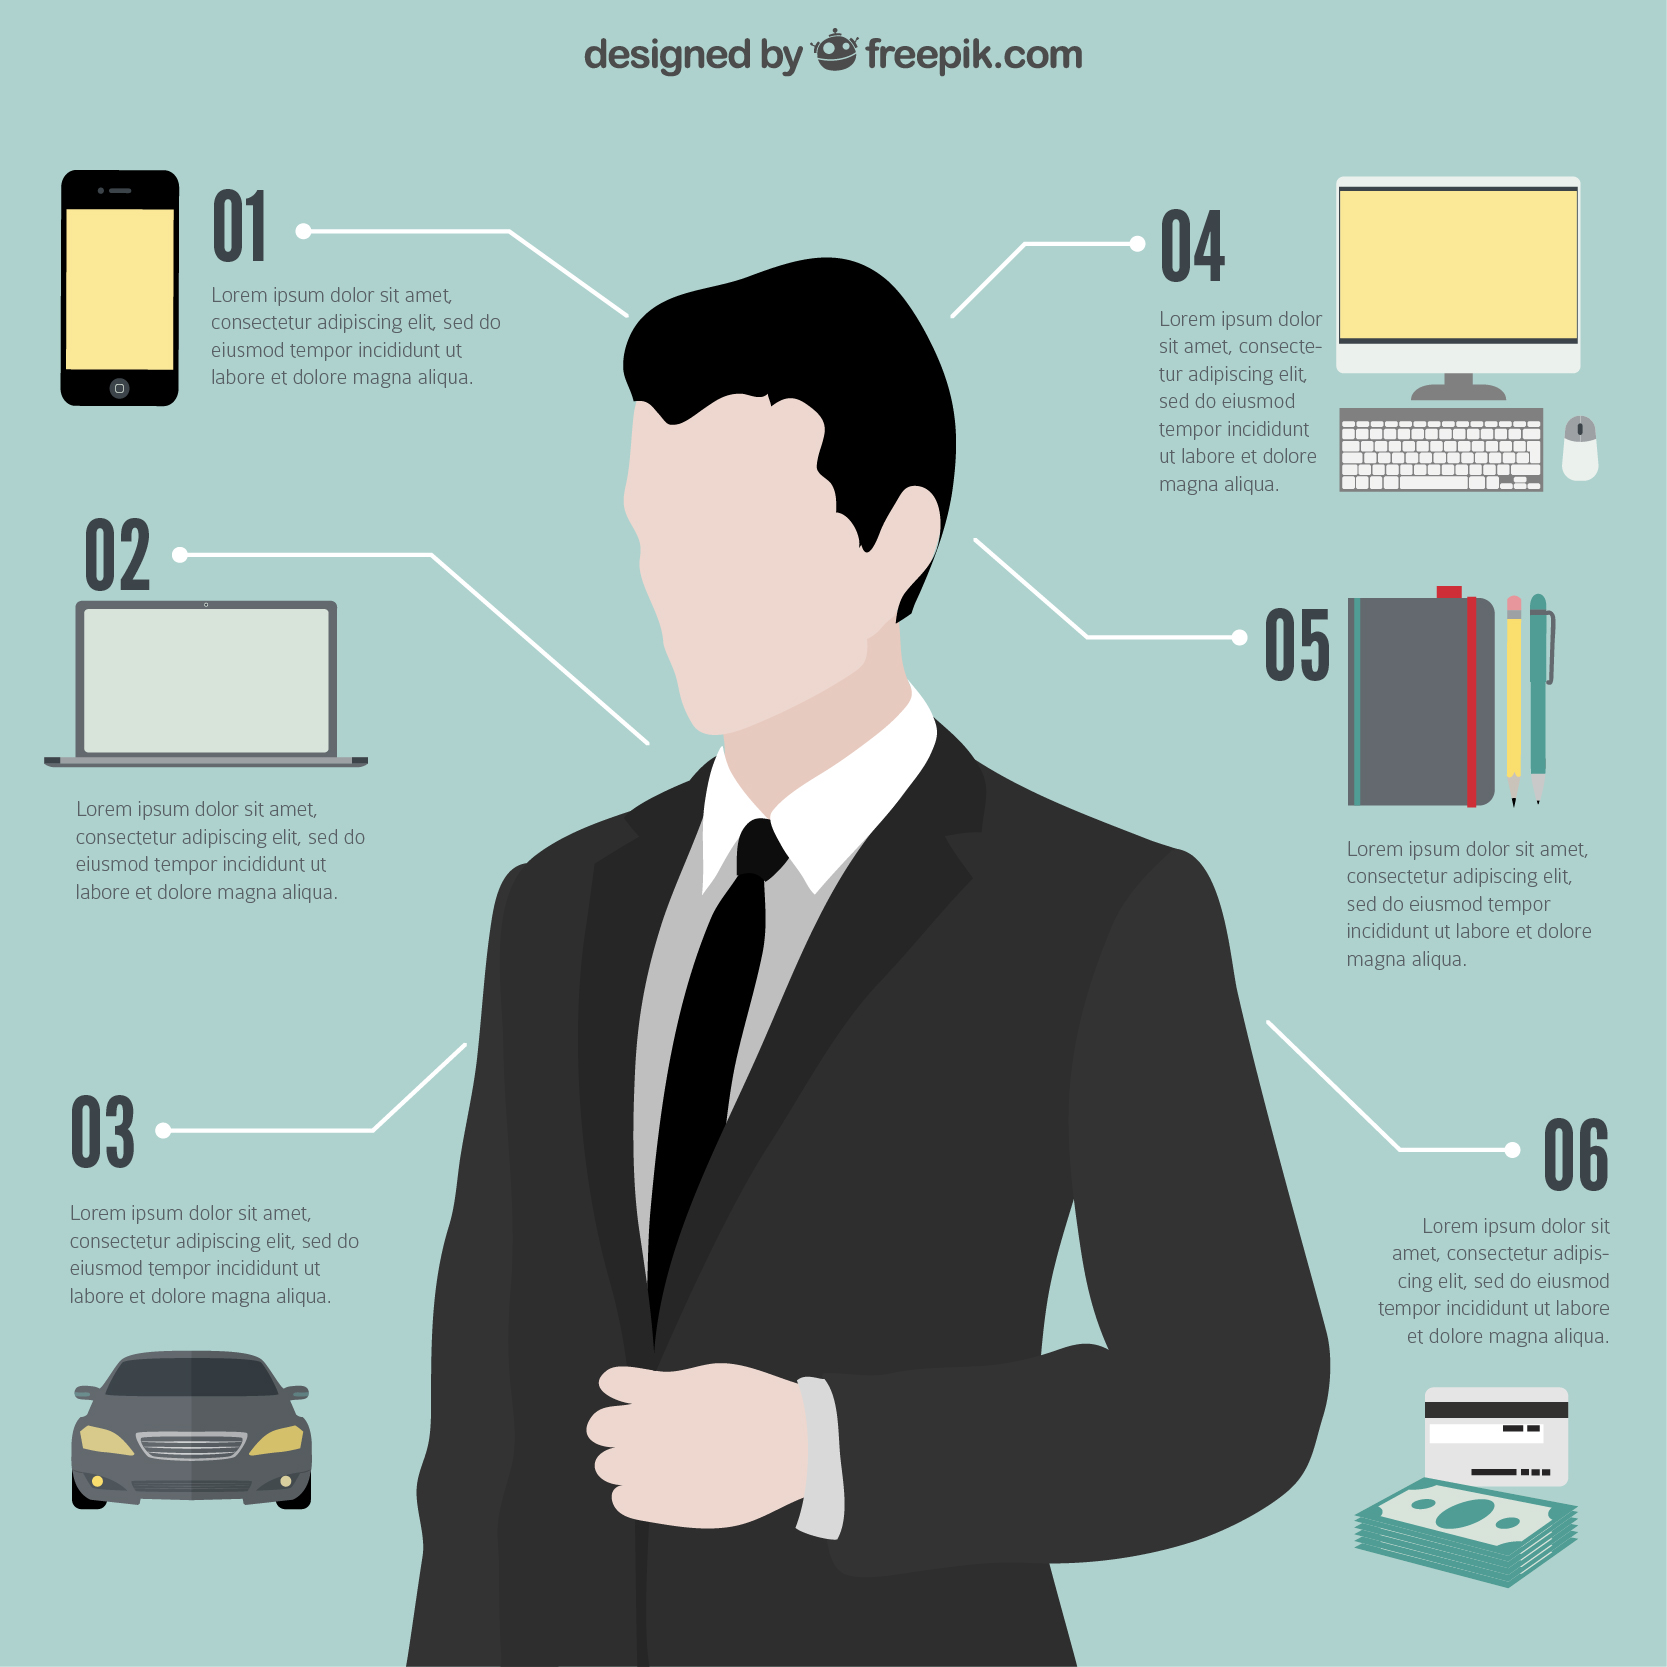 designed by freepik.com
01
Lorem ipsum dolor sit amet,
consectetur adipiscing elit, sed do
eiusmod tempor incididunt ut
labore et dolore magna aliqua.
02
Lorem ipsum dolor sit amet,
consectetur adipiscing elit, sed do
eiusmod tempor incididunt ut
labore et dolore magna aliqua.
03
Lorem ipsum dolor sit amet,
consectetur adipiscing elit, sed do
eiusmod tempor incididunt ut
labore et dolore magna aliqua.
04
Lorem ipsum dolor
sit amet, consecte-
tur adipiscing elit,
sed do eiusmod
tempor incididunt
ut labore et dolore
magna aliqua.
05
Lorem ipsum dolor sit amet,
consectetur adipiscing elit,
sed do eiusmod tempor
incididunt ut labore et dolore
magna aliqua.
06
Lorem ipsum dolor sit
amet, consectetur adipis-
cing elit, sed do eiusmod
tempor incididunt ut labore
et dolore magna aliqua.